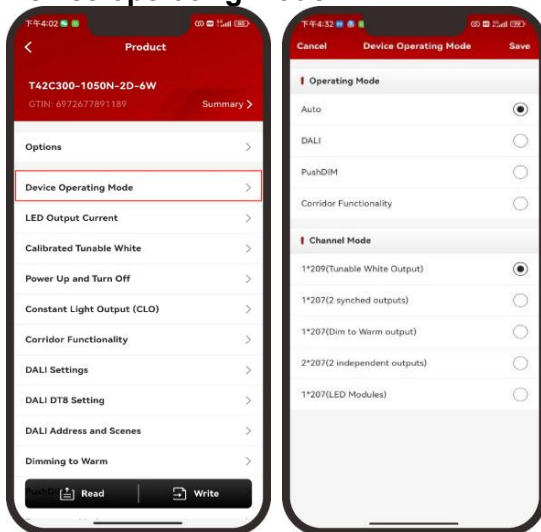 下午4:02
Product
T42C300-1050N-2D-6W
GTIN: 6972677891189
Summary >
Options
Device Operating Mode
LED Output Current
Calibrated Tunable White
Power Up and Turn Off
Constant Light Output (CLO)
Corridor Functionality
DALI Settings
DALI DT8 Setting
DALI Address and Scenes
Dimming to Warm
Read
Write
下午4:32
Cancel Device Operating Mode Save
Operating Mode
Auto
DALI
PushDIM
Corridor Functionality
Channel Mode
1*209(Tunable White Output)
1*207(2 synched outputs)
1*207(Dim to Warm output)
2*207(2 independent outputs)
1*207(LED Modules)